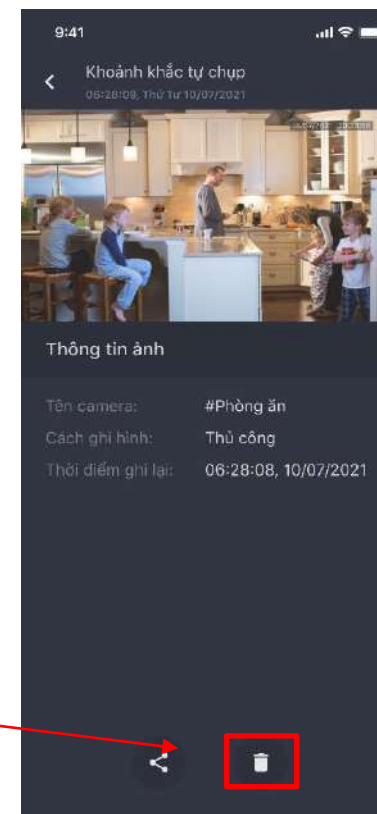 9:41
Khoảnh khắc tự chụp
06:28:08, Thứ Tư 10/07/2021
Thông tin ảnh
Tên camera: #Phòng ăn
Cách ghi hình: Thủ công
Thời điểm ghi lại: 06:28:08, 10/07/2021